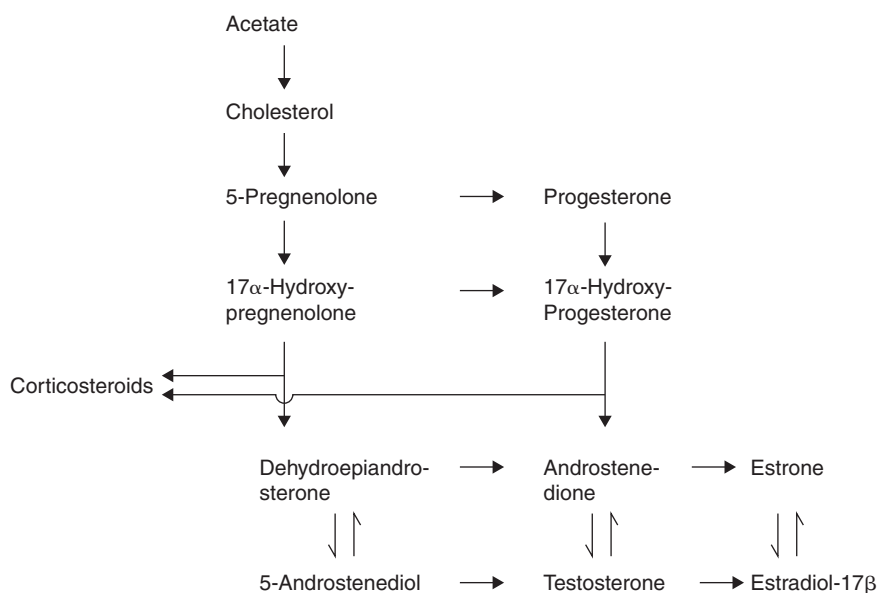 Acetate
Cholesterol
5-Pregnenolone
Progesterone
17α-Hydroxy-
pregnenolone
17α-Hydroxy-
Progesterone
Corticosteroids
Dehydroepiandro-
sterone
Androstene-
dione
Estrone
5-Androstenediol
Testosterone
Estradiol-17β